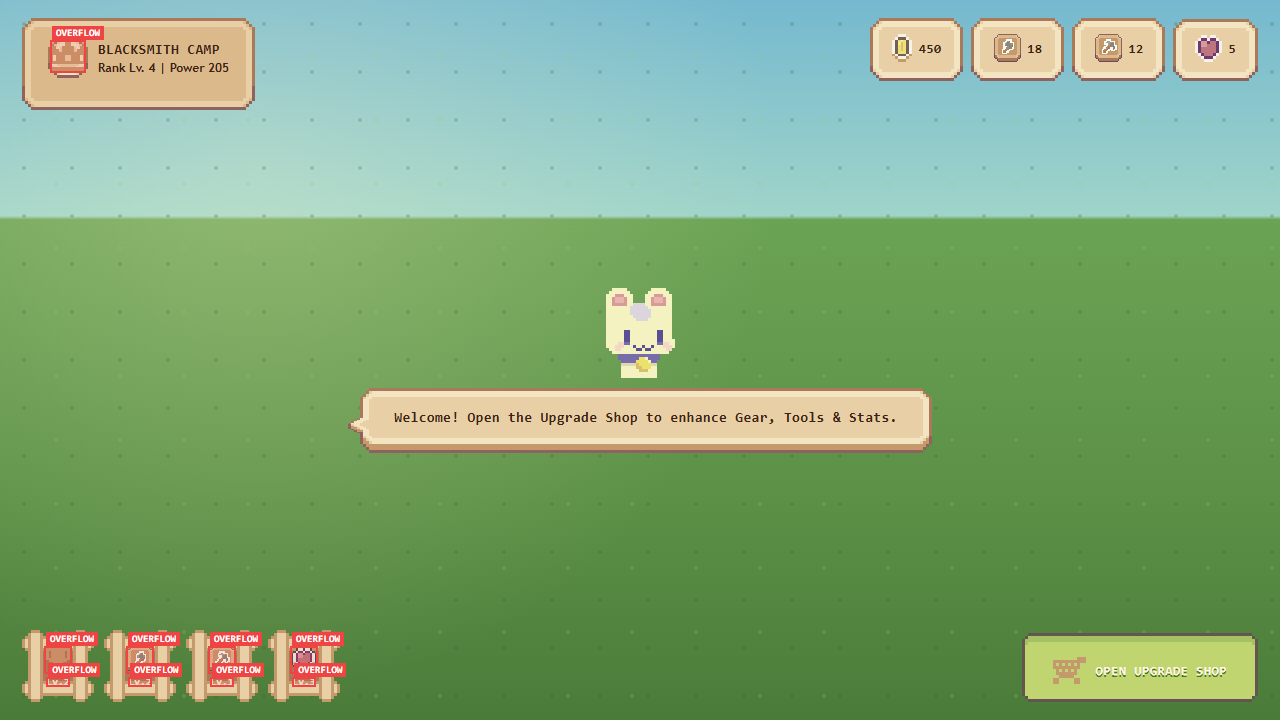 OVERFLOW
BLACKSMITH CAMP
Rank Lv. 4 | Power 205
450
18
12
5
Welcome! Open the Upgrade Shop to enhance Gear, Tools & Stats.
OVERFLOW
OVERFLOW
OVERFLOW
OVERFLOW
OVERFLOW
OVERFLOW
OVERFLOW
OVERFLOW
OPEN UPGRADE SHOP